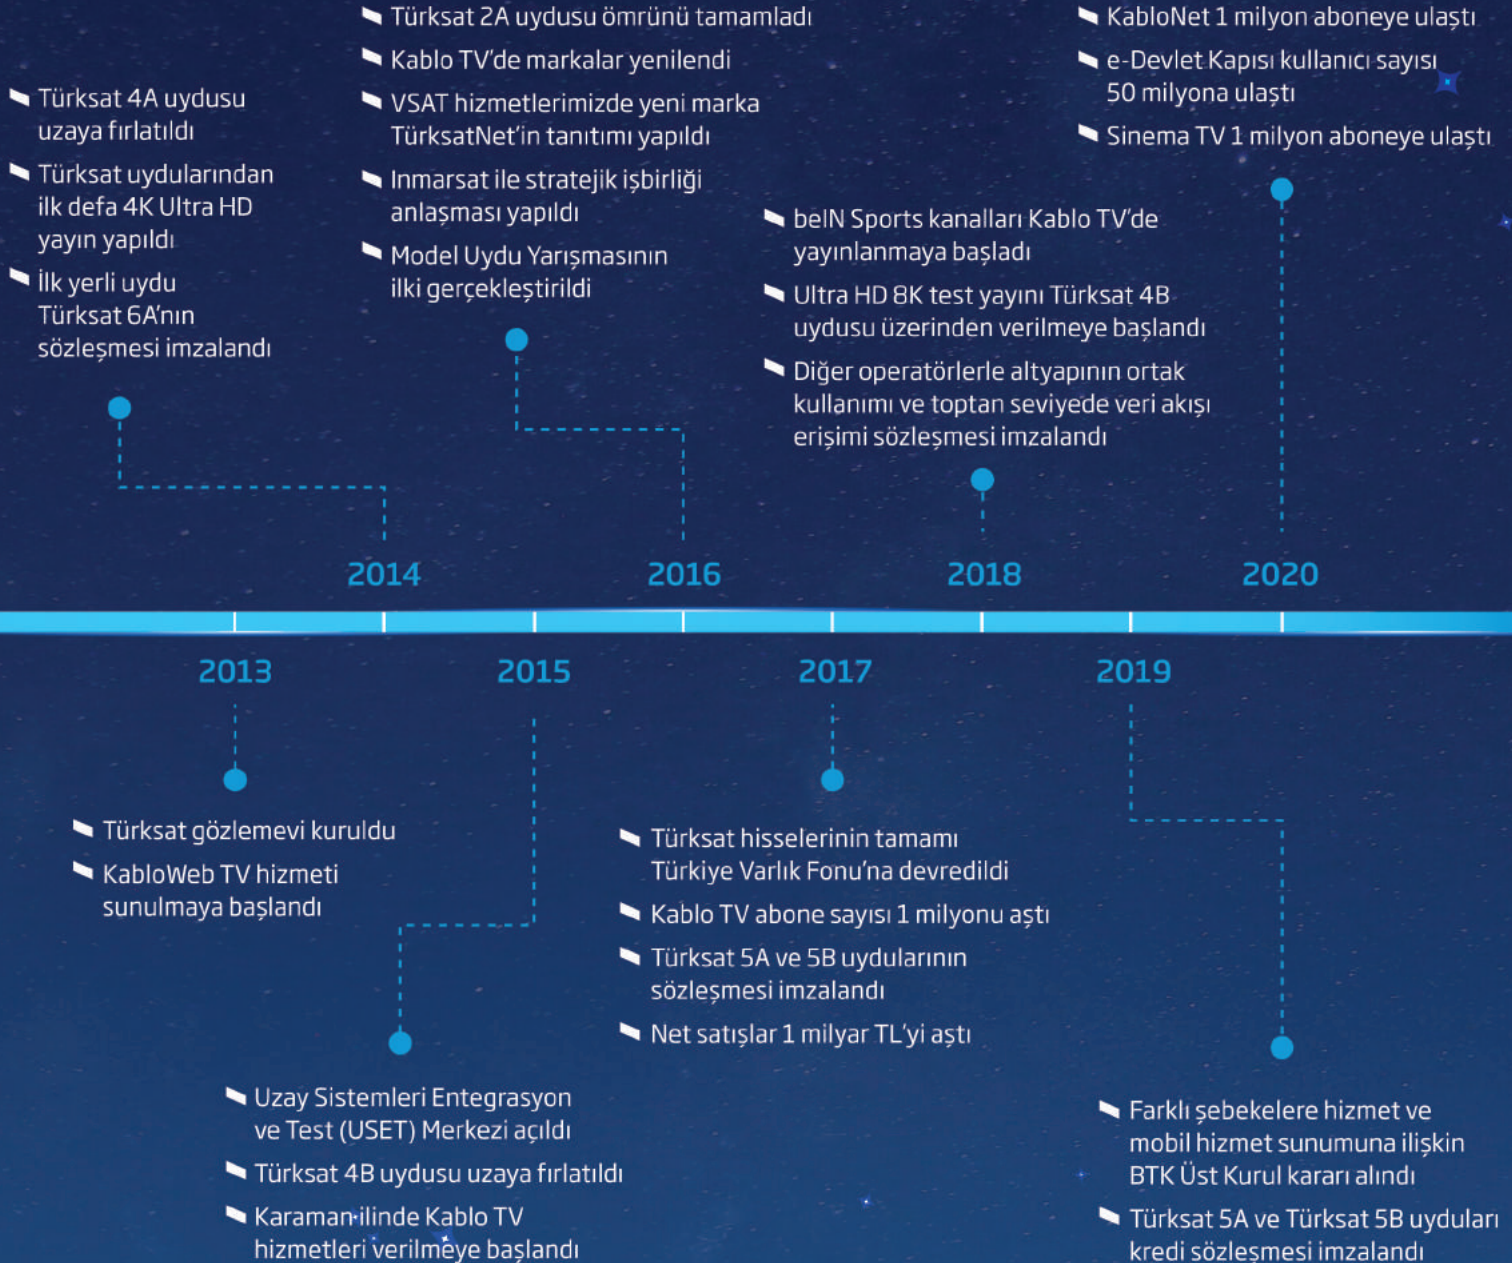 Türksat 4A uydusu
uzaya fırlatıldı
Türksat uydularından
ilk defa 4K Ultra HD
yayın yapıldı
İlk yerli uydu
Türksat 6A'nın
sözleşmesi imzalandı
Türksat 2A uydusu ömrünü tamamladı
Kablo TV'de markalar yenilendi
VSAT hizmetlerimizde yeni marka
TürksatNet'in tanıtımı yapıldı
Inmarsat ile stratejik işbirliği
anlaşması yapıldı
Model Uydu Yarışmasının
ilki gerçekleştirildi
beIN Sports kanalları Kablo TV'de
yayınlanmaya başladı
Ultra HD 8K test yayını Türksat 4B
uydusu üzerinden verilmeye başlandı
Diğer operatörlerle altyapının ortak
kullanımı ve toptan seviyede veri akışı
erişimi sözleşmesi imzalandı
KabloNet 1 milyon aboneye ulaştı
e-Devlet Kapısı kullanıcı sayısı
50 milyona ulaştı
Sinema TV 1 milyon aboneye ulaştı
2014
2016
2018
2020
2013
2015
2017
2019
Türksat gözlemevi kuruldu
KabloWeb TV hizmeti
sunulmaya başlandı
Uzay Sistemleri Entegrasyon
ve Test (USET) Merkezi açıldı
Türksat 4B uydusu uzaya fırlatıldı
Karaman ilinde Kablo TV
hizmetleri verilmeye başlandı
Türksat hisselerinin tamamı
Türkiye Varlık Fonu'na devredildi
Kablo TV abone sayısı 1 milyonu aştı
Türksat 5A ve 5B uydularının
sözleşmesi imzalandı
Net satışlar 1 milyar TL'yi aştı
Farklı şebekelere hizmet ve
mobil hizmet sunumuna ilişkin
BTK Üst Kurul kararı alındı
Türksat 5A ve Türksat 5B uyduları
kredi sözleşmesi imzalandı